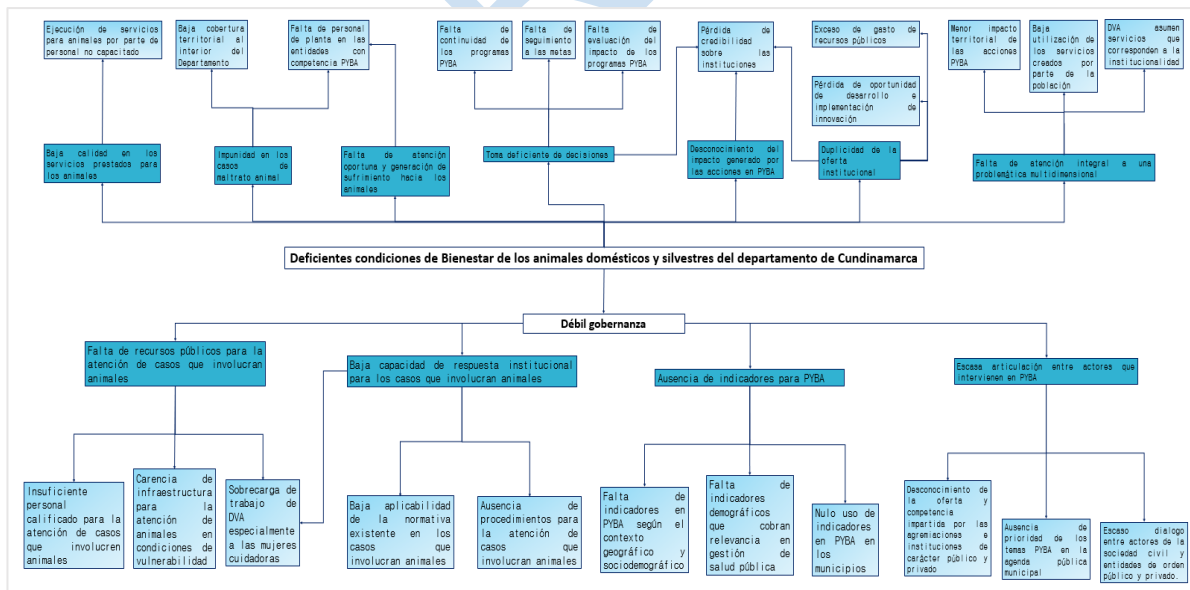 Ejecución de servicios
para animales por parte de
personal no capacitado
Baja cobertura
territorial al
interior del
Departamento
Falta de personal
de planta en las
entidades con
competencia PYBA
Falta de
continuidad de
los programas
PYBA
Falta de
seguimiento
a las metas
Falta de
evaluación del
impacto de los
programas PYBA
Pérdida de
credibilidad
sobre las
instituciones
Exceso de gasto de
recursos públicos
Pérdida de oportunidad
de desarrollo e
implementación de
innovación
Menor impacto
territorial de
las acciones
PYBA
Baja
utilización de
los servicios
creados por
parte de la
población
DVA asumen
servicios que
corresponden a la
institucionalidad
Baja calidad en los
servicios prestados para
los animales
Impunidad en los
casos de
maltrato animal
Falta de atención
oportuna y generación de
sufrimiento hacia los
animales
Toma deficiente de decisiones
Desconocimiento del
impacto generado por
las acciones en PYBA
Duplicidad de la
oferta
institucional
Falta de atención integral a una
problemática multidimensional
Deficientes condiciones de Bienestar de los animales domésticos y silvestres del departamento de Cundinamarca
Débil gobernanza
Falta de recursos públicos para la
atención de casos que involucran
animales
Baja capacidad de respuesta institucional
para los casos que involucran animales
Ausencia de indicadores para PYBA
Escasa articulación entre actores que
intervienen en PYBA
Insuficiente
personal
calificado para la
atención de casos
que involucren
animales
Carencia de
infraestructura
para la
atención de
animales en
condiciones de
vulnerabilidad
Sobrecarga de
trabajo de
DVA
especialmente
a las mujeres
cuidadoras
Baja aplicabilidad
de la normativa
existente en los
casos que
involucran animales
Ausencia de
procedimientos para
la atención de
casos que
involucran animales
Falta de
indicadores en
PYBA según el
contexto
geográfico y
sociodemográfico
Falta de
indicadores
demográficos
que cobran
relevancia en
gestión de
salud pública
Nulo uso de
indicadores
en PYBA en
los
municipios
Desconocimiento de
la oferta y
competencia
impartida por las
agremiaciones e
instituciones de
carácter público y
privado
Ausencia de
prioridad de los
temas PYBA en la
agenda pública
municipal
Escaso dialogo
entre actores de la
sociedad civil y
entidades de orden
público y privado.